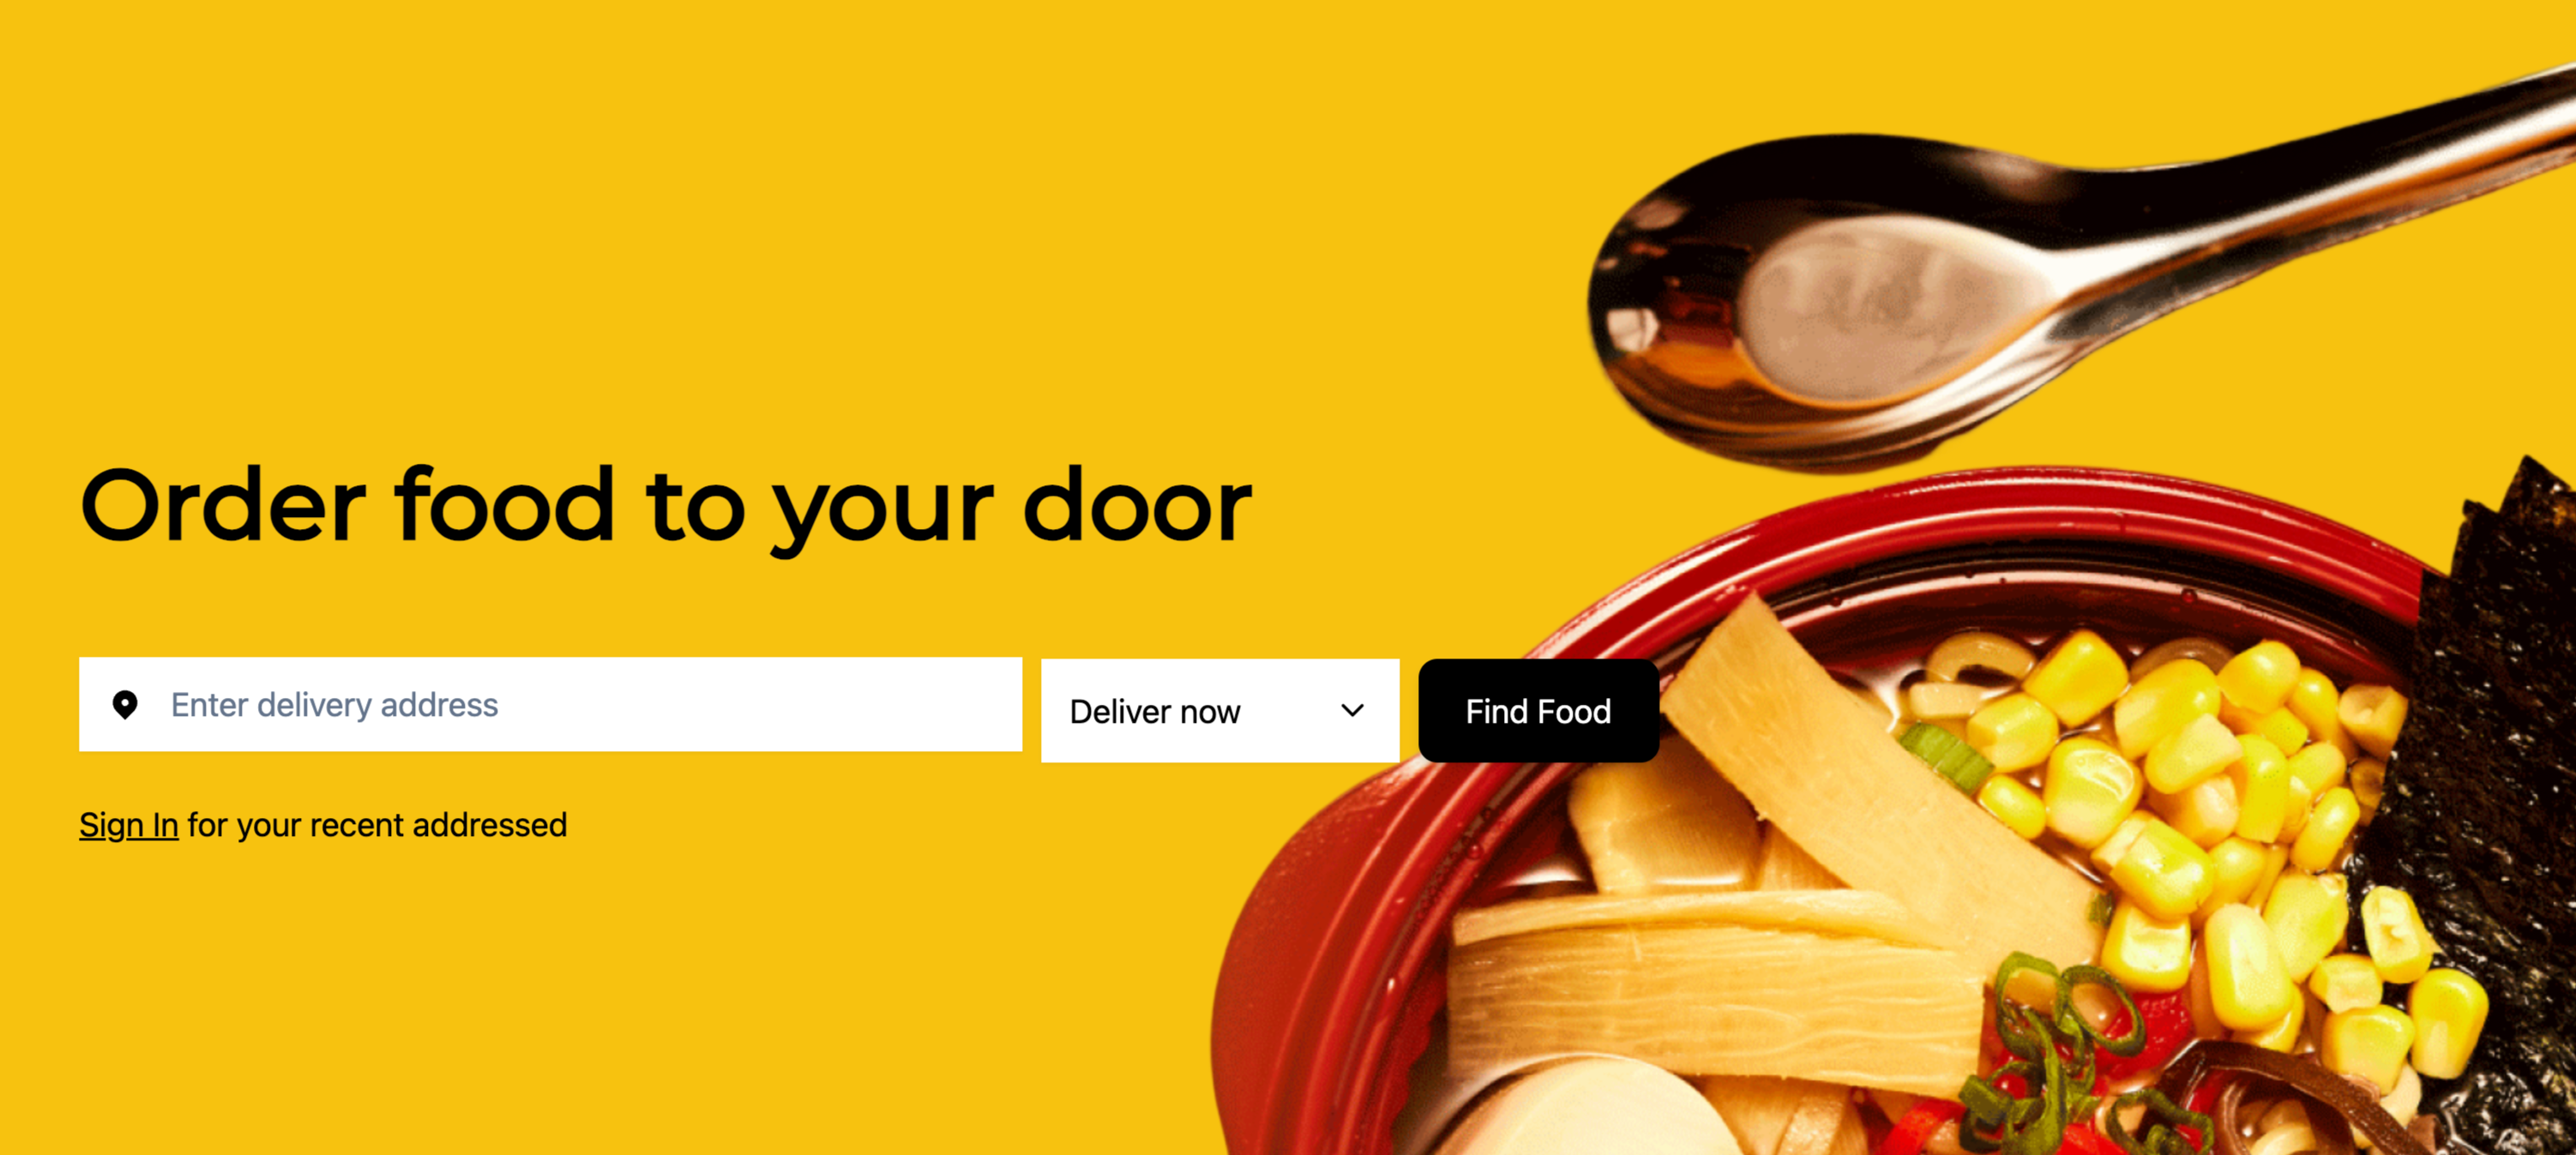 Order food to your door
Enter delivery address
Deliver now
Find Food
Sign In for your recent addressed